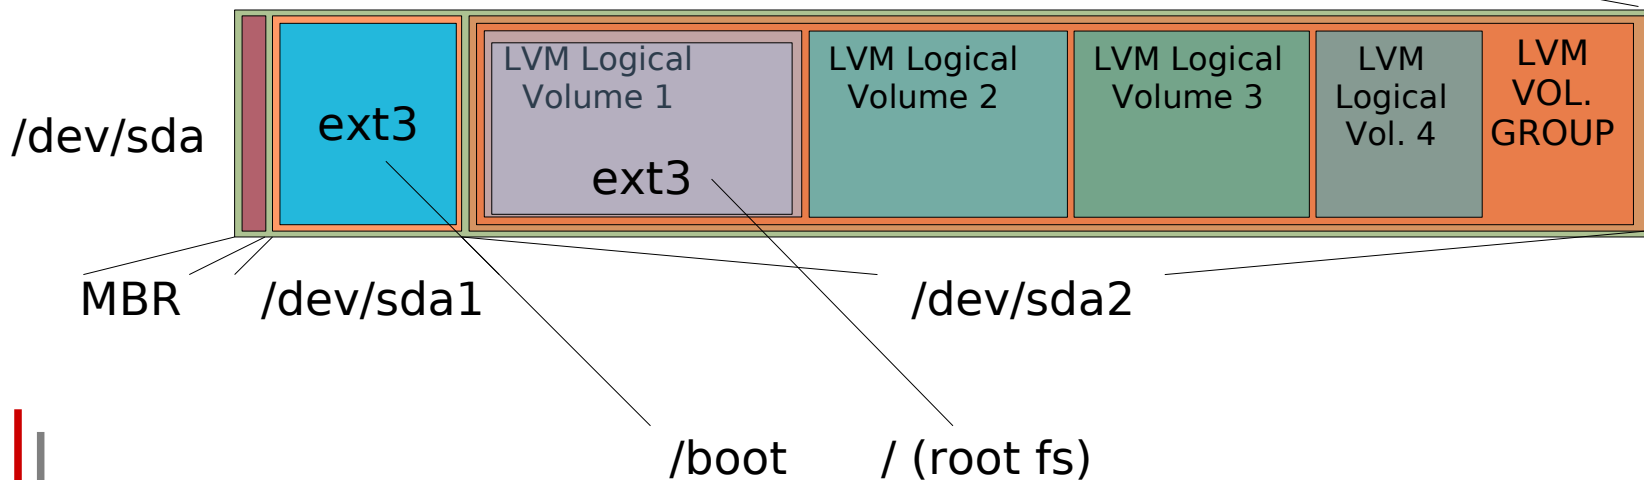 /dev/sda
ext3
LVM Logical
Volume 1
ext3
LVM Logical
Volume 2
LVM Logical
Volume 3
LVM
Logical
Vol. 4
LVM
VOL.
GROUP
MBR
/dev/sda1
/dev/sda2
/boot
/ (root fs)